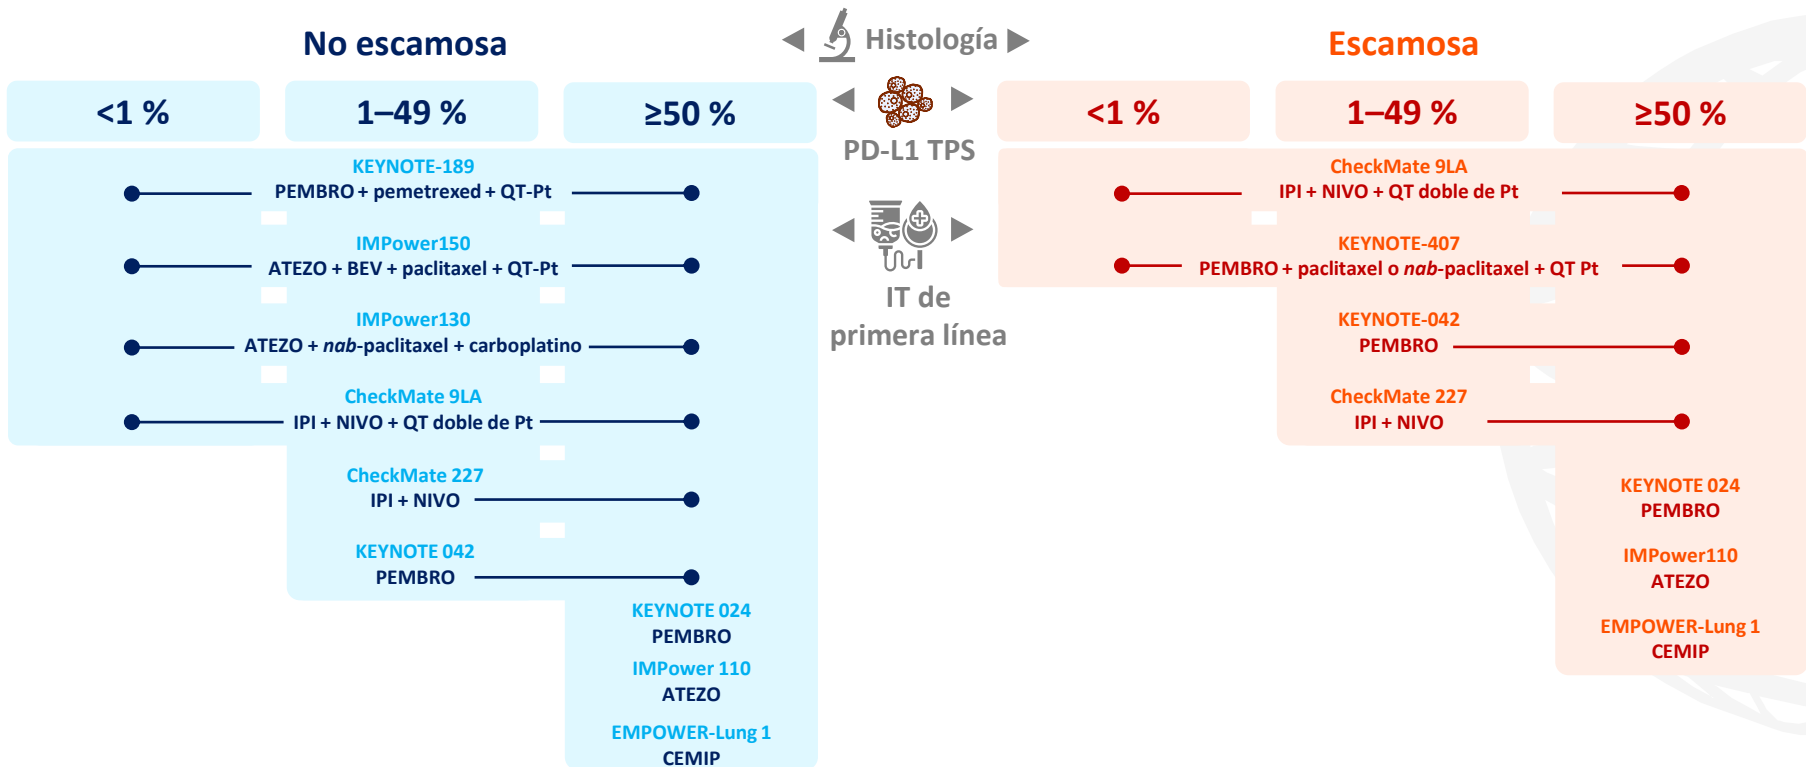 No escamosa
Histología
Escamosa
<1 %
1–49 %
≥50 %
PD-L1 TPS
<1 %
1–49 %
≥50 %
KEYNOTE-189
PEMBRO + pemetrexed + QT-Pt
IMPower150
ATEZO + BEV + paclitaxel + QT-Pt
IMPower130
ATEZO + nab-paclitaxel + carboplatino
CheckMate 9LA
IPI + NIVO + QT doble de Pt
CheckMate 227
IPI + NIVO
KEYNOTE 042
PEMBRO
KEYNOTE 024
PEMBRO
IMPower 110
ATEZO
EMPOWER-Lung 1
CEMIP
IT de
primera línea
CheckMate 9LA
IPI + NIVO + QT doble de Pt
KEYNOTE-407
PEMBRO + paclitaxel o nab-paclitaxel + QT Pt
KEYNOTE-042
PEMBRO
CheckMate 227
IPI + NIVO
KEYNOTE 024
PEMBRO
IMPower110
ATEZO
EMPOWER-Lung 1
CEMIP